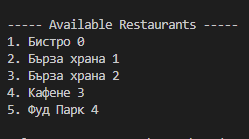 ----- Available Restaurants -----
1. Бистро 0
2. Бърза храна 1
3. Бърза храна 2
4. Кафене 3
5. Фуд Парк 4